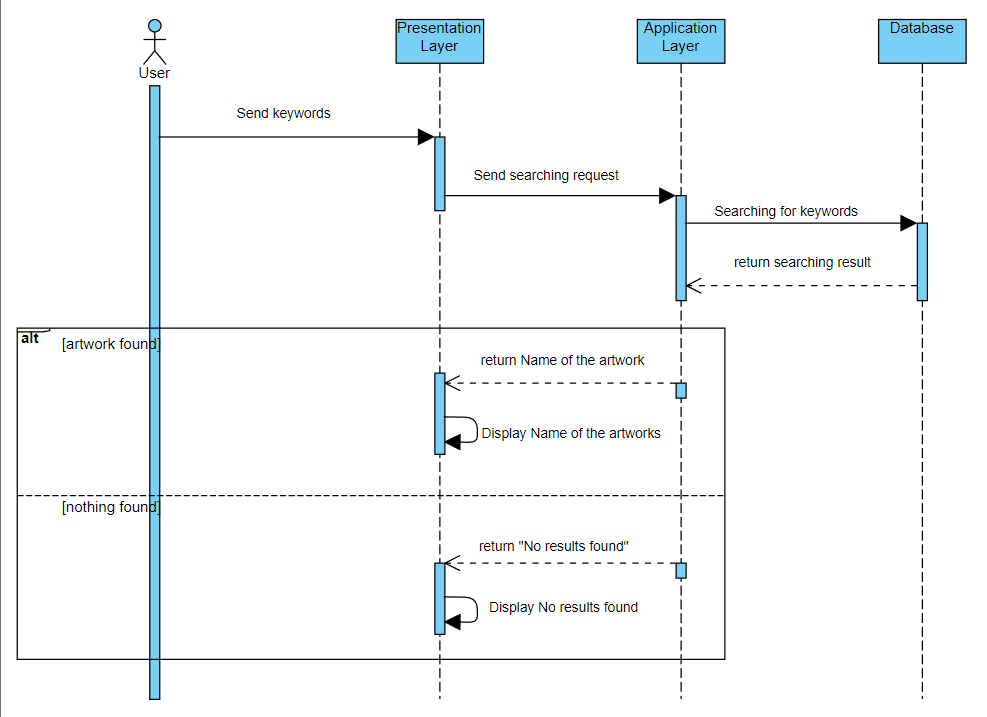 Presentation
Layer
Application
Layer
Database
User
Send keywords
Send searching request
Searching for keywords
return searching result
alt
[artwork found]
return Name of the artwork
Display Name of the artworks
[nothing found]
return "No results found"
Display No results found